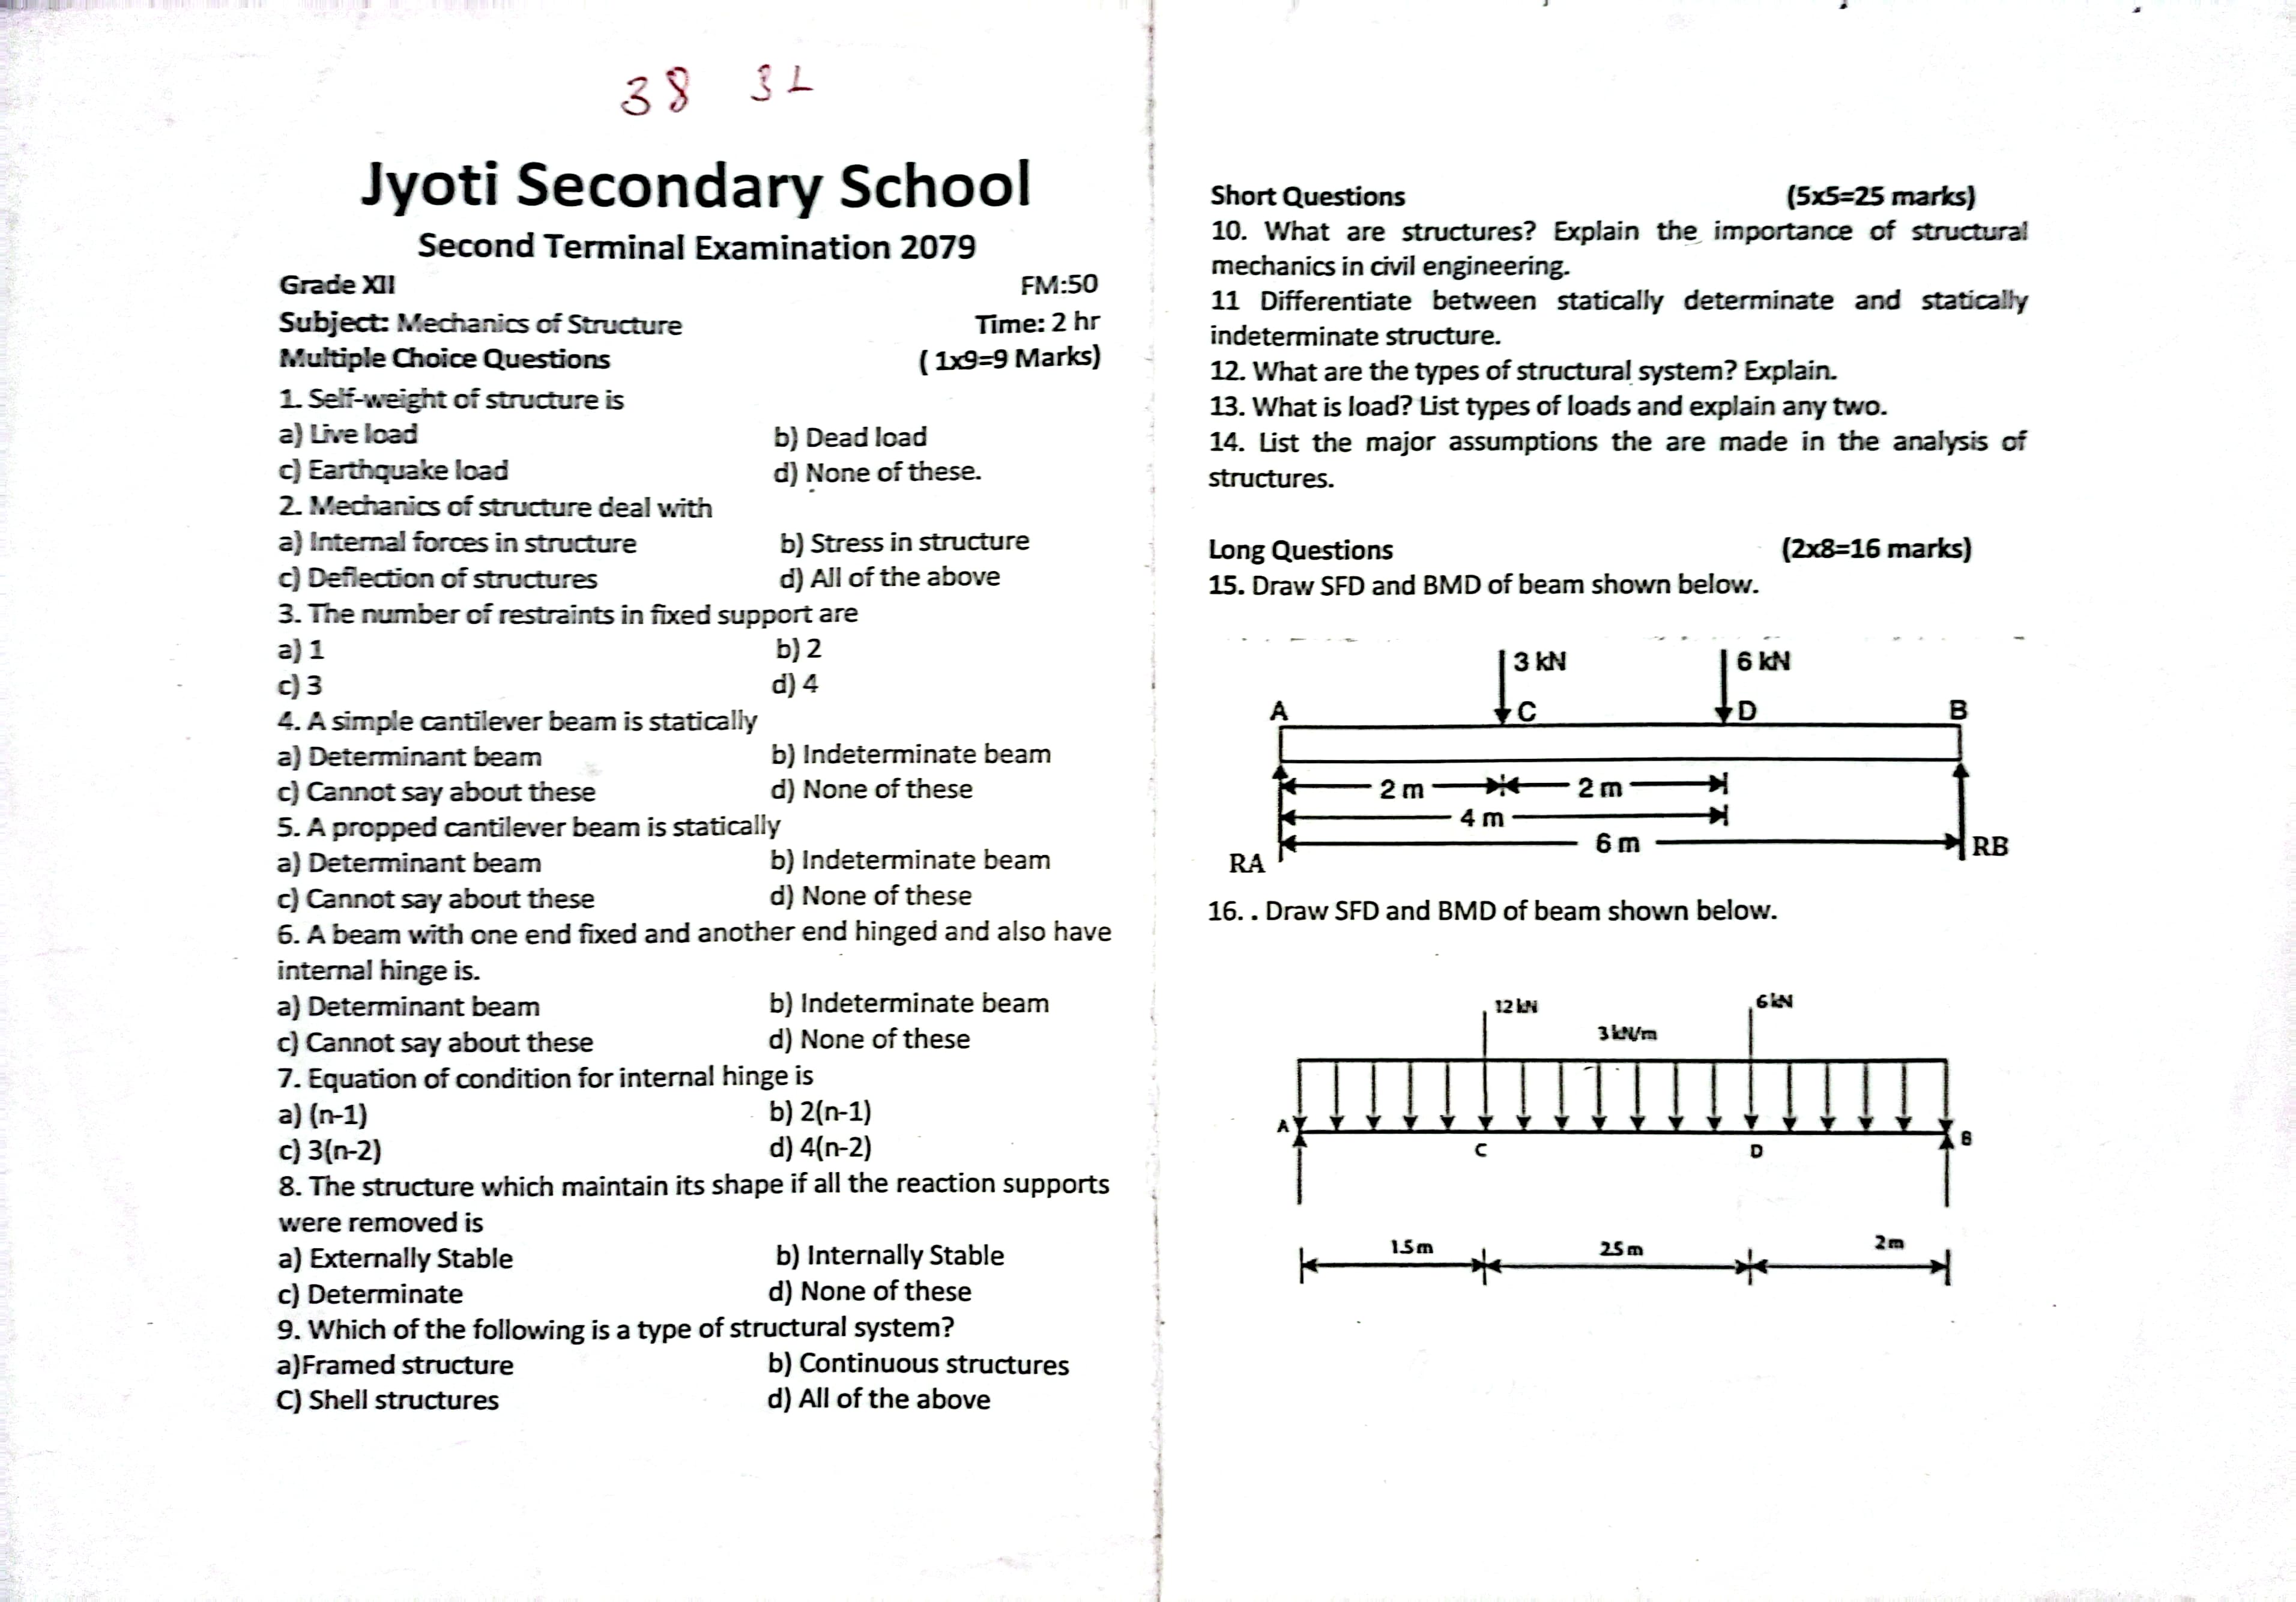 38 32
Jyoti Secondary School
Second Terminal Examination 2079
Grade XII FM:50
Subject: Mechanics of Structure Time: 2 hr
Multiple Choice Questions ( 1x9=9 Marks)
1. Self-weight of structure is
a) Live load b) Dead load
c) Earthquake load d) None of these.
2. Mechanics of structure deal with
a) Internal forces in structure b) Stress in structure
c) Deflection of structures d) All of the above
3. The number of restraints in fixed support are
a) 1 b) 2
c) 3 d) 4
4. A simple cantilever beam is statically
a) Determinant beam b) Indeterminate beam
c) Cannot say about these d) None of these
5. A propped cantilever beam is statically
a) Determinant beam b) Indeterminate beam
c) Cannot say about these d) None of these
6. A beam with one end fixed and another end hinged and also have
internal hinge is.
a) Determinant beam b) Indeterminate beam
c) Cannot say about these d) None of these
7. Equation of condition for internal hinge is
a) (n-1) b) 2(n-1)
c) 3(n-2) d) 4(n-2)
8. The structure which maintain its shape if all the reaction supports
were removed is
a) Externally Stable b) Internally Stable
c) Determinate d) None of these
9. Which of the following is a type of structural system?
a)Framed structure b) Continuous structures
C) Shell structures d) All of the above
Short Questions (5x5=25 marks)
10. What are structures? Explain the importance of structural
mechanics in civil engineering.
11 Differentiate between statically determinate and statically
indeterminate structure.
12. What are the types of structural system? Explain.
13. What is load? List types of loads and explain any two.
14. List the major assumptions the are made in the analysis of
structures.
Long Questions (2x8=16 marks)
15. Draw SFD and BMD of beam shown below.
3 kN 6 kN
A C D B
2 m 2 m
4 m
6 m
RA RB
16. . Draw SFD and BMD of beam shown below.
12 kN 6 kN
3 kN/m
A B
C D
1.5 m 2.5 m 2 m